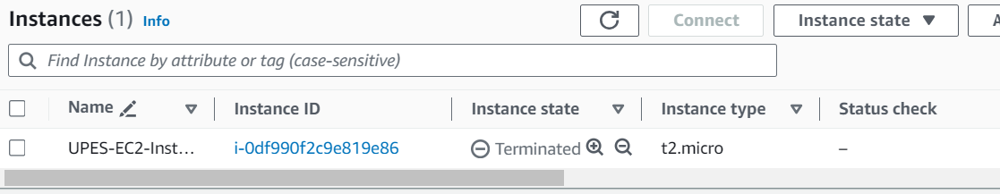 Instances (1) Info Connect Instance state A
Find Instance by attribute or tag (case-sensitive)
Name Instance ID Instance state Instance type Status check
UPES-EC2-Inst... i-0df990f2c9e819e86 Terminated t2.micro –